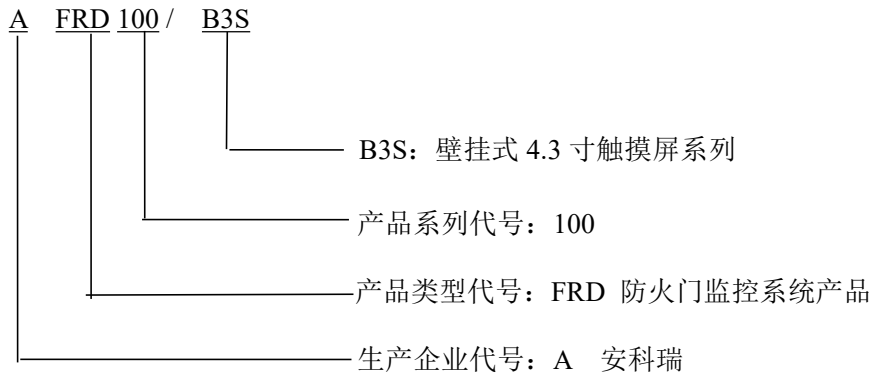 A FRD 100 / B3S
B3S：壁挂式 4.3 寸触摸屏系列
产品系列代号：100
产品类型代号：FRD 防火门监控系统产品
生产企业代号：A 安科瑞